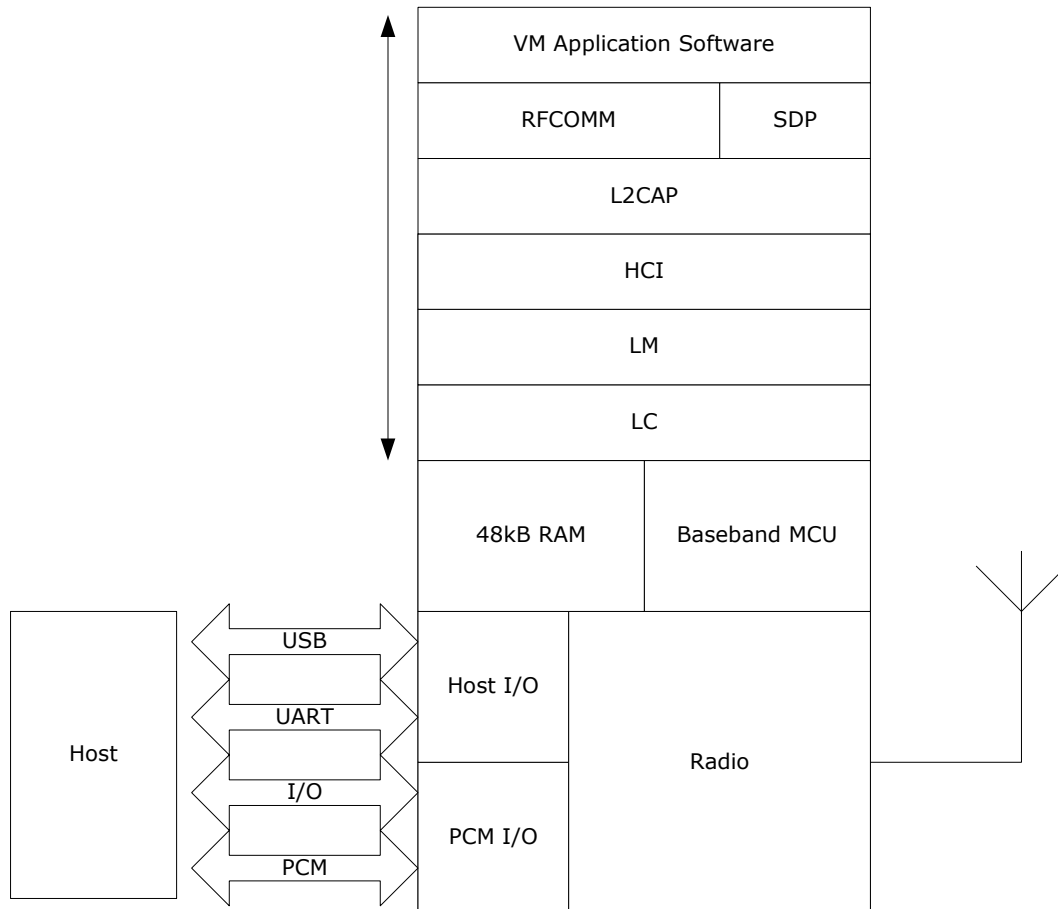 VM Application Software
RFCOMM
SDP
L2CAP
HCI
LM
LC
48kB RAM
Baseband MCU
USB
Host I/O
UART
Host
Radio
I/O
PCM I/O
PCM